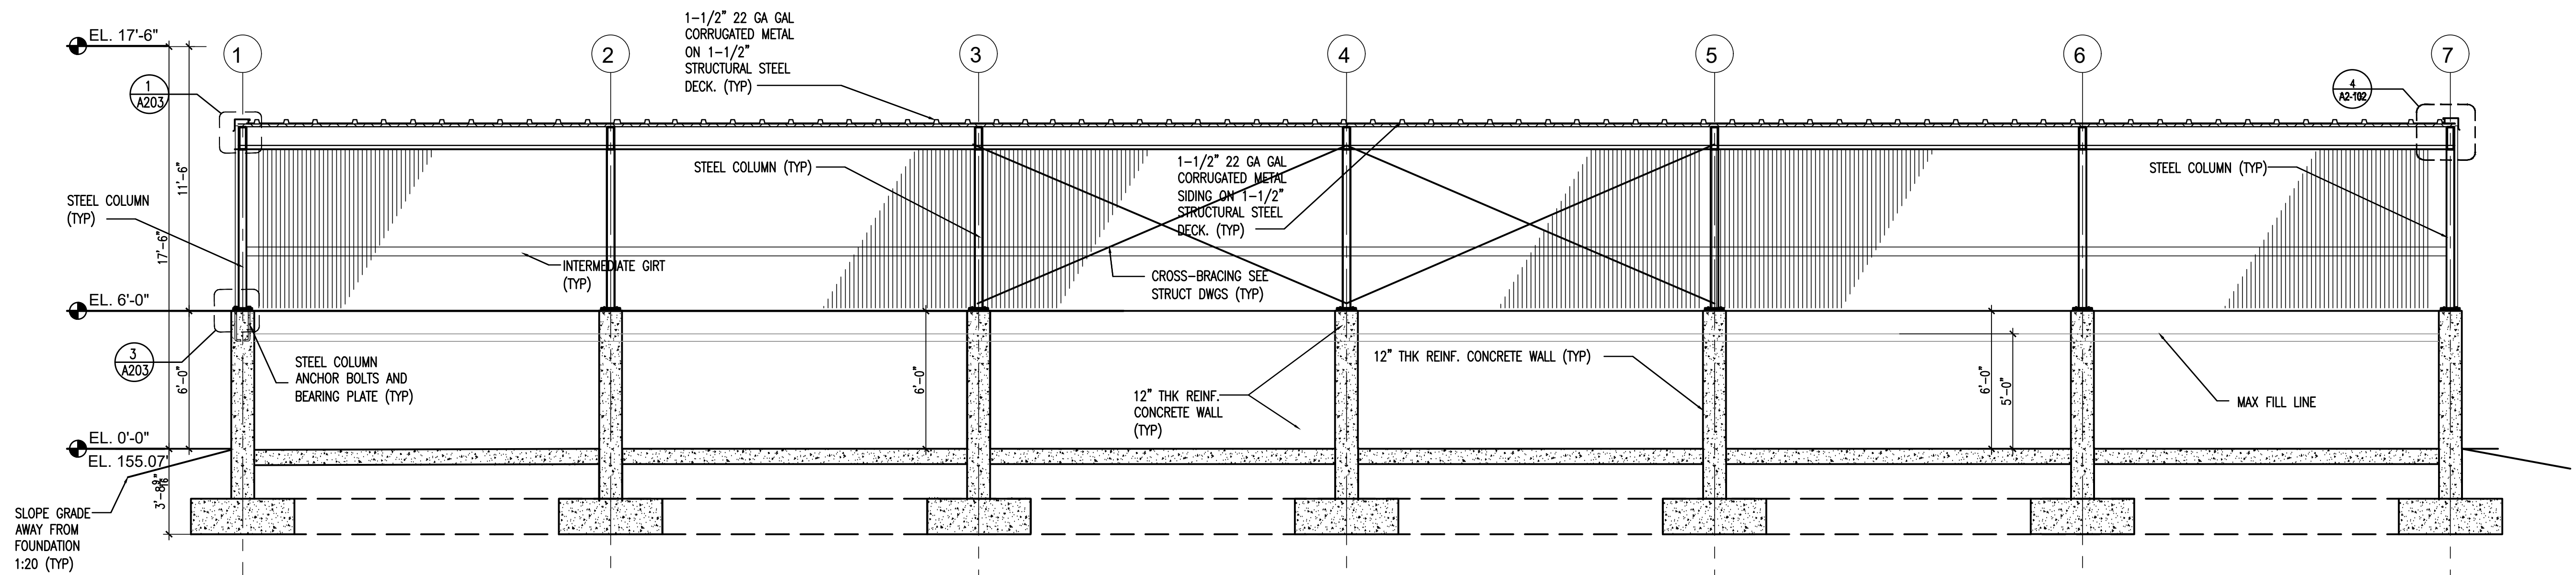 EL. 17'-6"
1
2
3
4
5
6
7
1-1/2" 22 GA GAL
CORRUGATED METAL
ON 1-1/2"
STRUCTURAL STEEL
DECK. (TYP)
1
A203
4
A2-102
11'-6"
17'-6"
STEEL COLUMN
(TYP)
STEEL COLUMN (TYP)
1-1/2" 22 GA GAL
CORRUGATED METAL
SIDING ON 1-1/2"
STRUCTURAL STEEL
DECK. (TYP)
STEEL COLUMN (TYP)
INTERMEDIATE GIRT
(TYP)
CROSS-BRACING SEE
STRUCT DWGS (TYP)
EL. 6'-0"
3
A203
6'-0"
STEEL COLUMN
ANCHOR BOLTS AND
BEARING PLATE (TYP)
6'-0"
12" THK REINF.
CONCRETE WALL
(TYP)
12" THK REINF. CONCRETE WALL (TYP)
6'-0"
5'-0"
MAX FILL LINE
EL. 0'-0"
EL. 155.07'
3'-8 9/16"
SLOPE GRADE
AWAY FROM
FOUNDATION
1:20 (TYP)